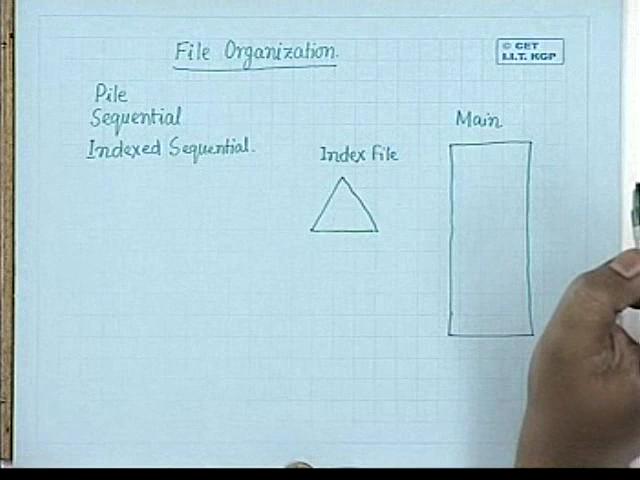 File Organization.
© CET
I.I.T. KGP
Pile
Sequential
Indexed Sequential.
Index File
Main